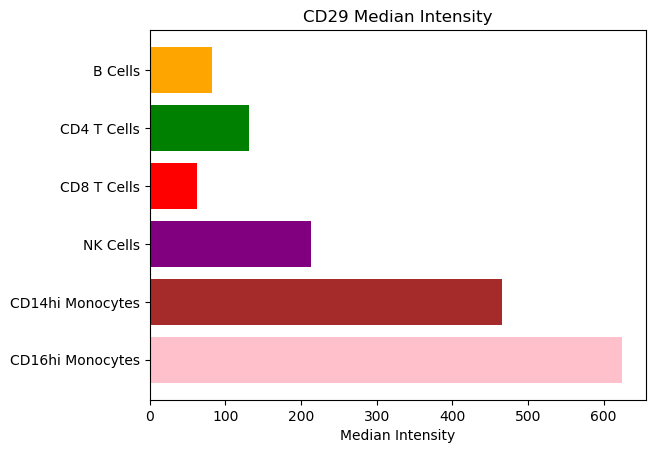 CD29 Median Intensity
B Cells
CD4 T Cells
CD8 T Cells
NK Cells
CD14hi Monocytes
CD16hi Monocytes
0 100 200 300 400 500 600
Median Intensity